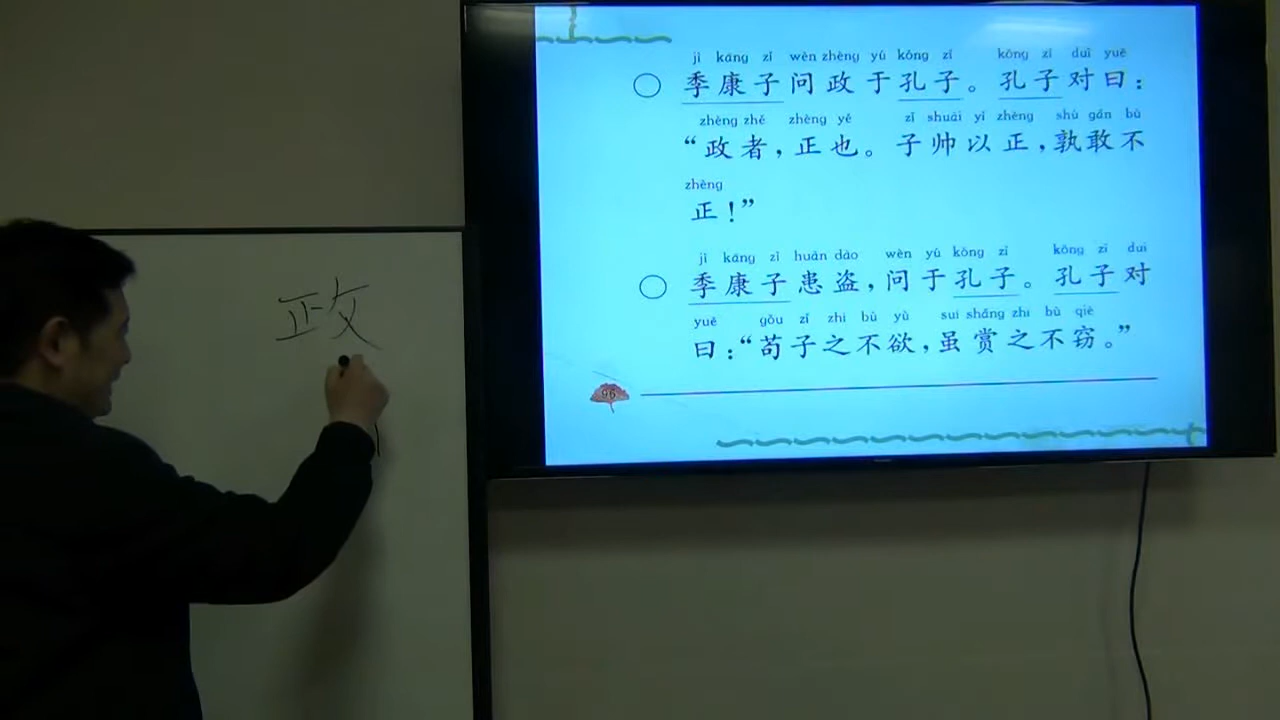 政
jì kāng zǐ wèn zhèng yú kǒng zǐ kǒng zǐ duì yuē
○ 季康子问政于孔子。孔子对曰：
zhèng zhě zhèng yě zǐ shuài yǐ zhèng shú gǎn bù
“政者，正也。子帅以正，孰敢不
zhèng
正！”
jì kāng zǐ huàn dào wèn yú kǒng zǐ kǒng zǐ duì
○ 季康子患盗，问于孔子。孔子对
yuē gǒu zǐ zhī bú yù suī shǎng zhī bú qiè
曰：“苟子之不欲，虽赏之不窃。”
96